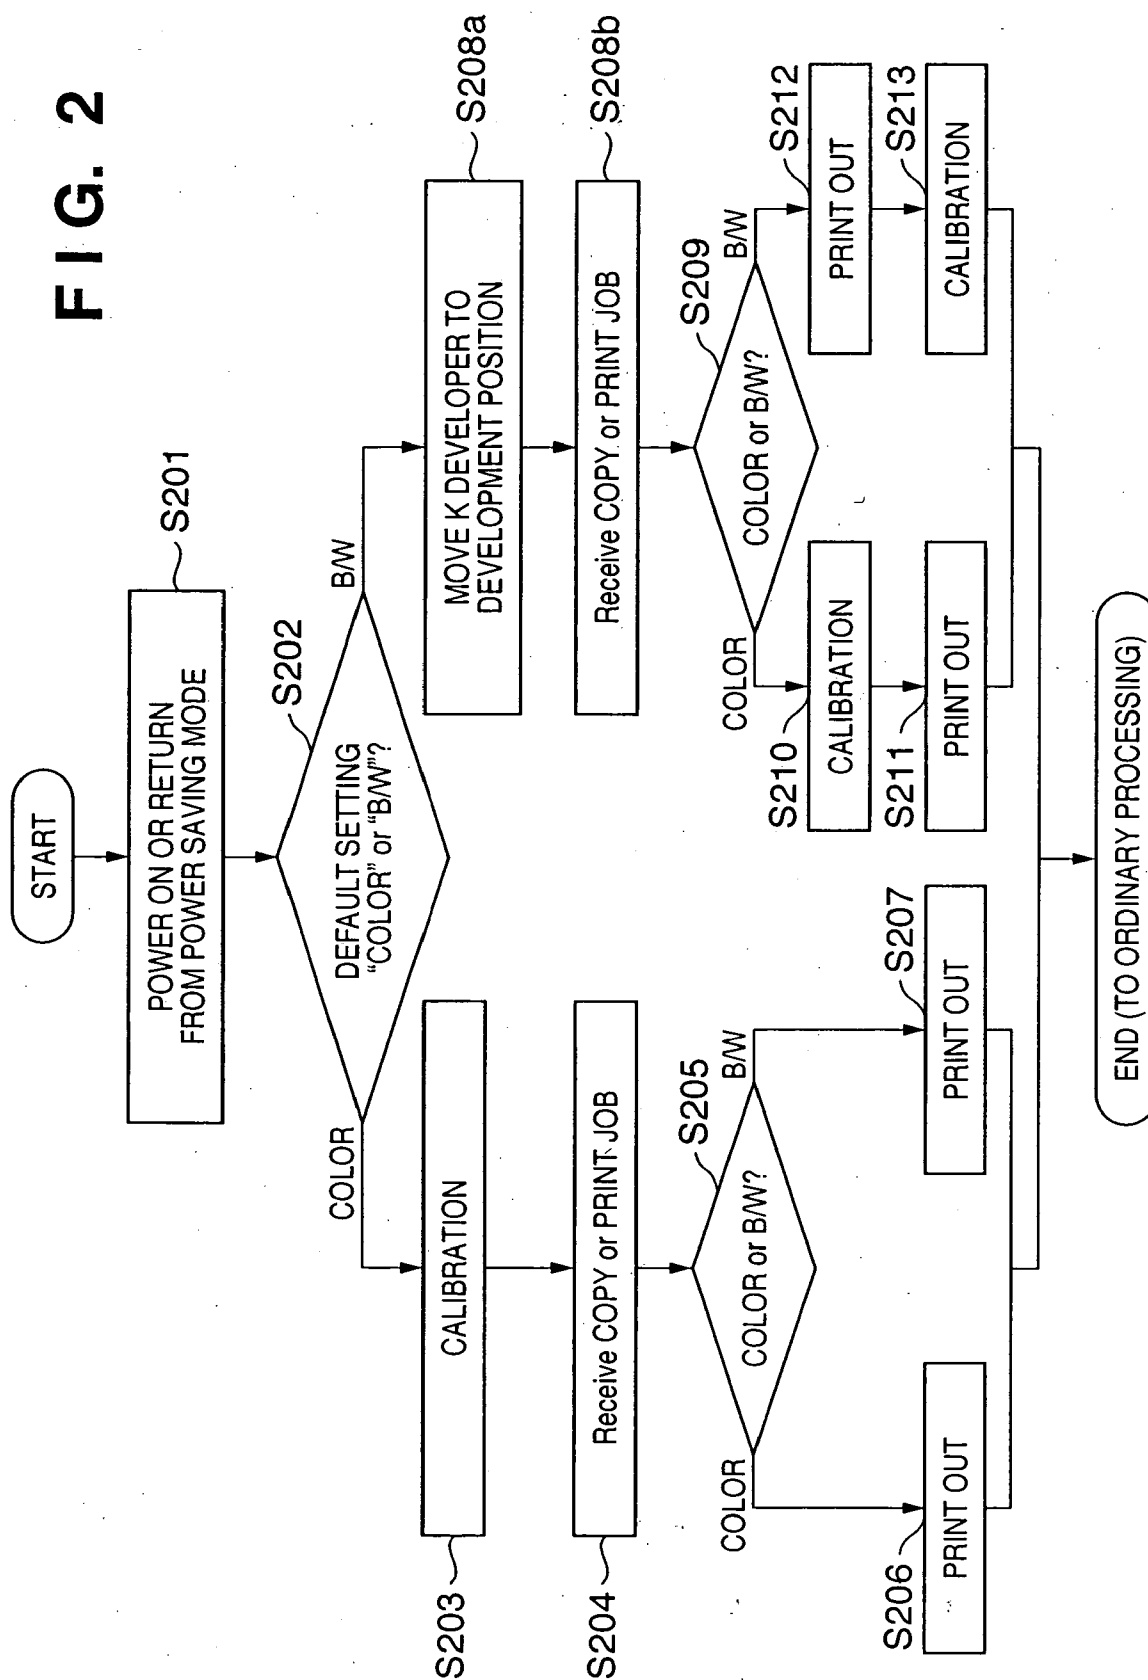 FIG. 2
START
POWER ON OR RETURN
FROM POWER SAVING MODE
S201
DEFAULT SETTING
“COLOR” or “B/W”?
S202
COLOR
B/W
S203
CALIBRATION
MOVE K DEVELOPER TO
DEVELOPMENT POSITION
S208a
S204
Receive COPY or PRINT JOB
Receive COPY or PRINT JOB
S208b
COLOR or B/W?
S205
COLOR
B/W
COLOR or B/W?
S209
COLOR
B/W
S210
CALIBRATION
PRINT OUT
S212
S206
PRINT OUT
PRINT OUT
S207
S211
PRINT OUT
CALIBRATION
S213
END (TO ORDINARY PROCESSING)